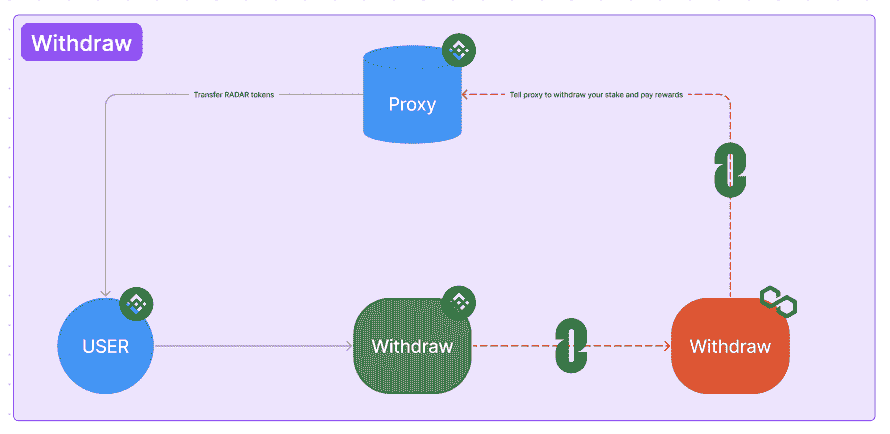 Withdraw
Proxy
Transfer RADAR tokens
Tell proxy to withdraw your stake and pay rewards
USER
Withdraw
Withdraw